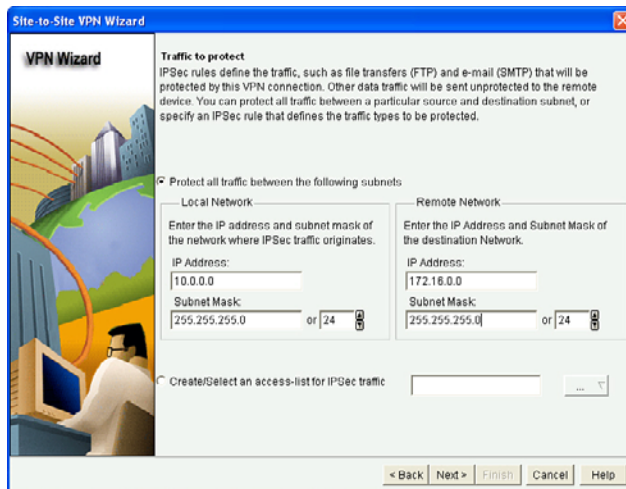 Site-to-Site VPN Wizard
VPN Wizard
Traffic to protect
IPSec rules define the traffic, such as file transfers (FTP) and e-mail (SMTP) that will be
protected by this VPN connection. Other data traffic will be sent unprotected to the remote
device. You can protect all traffic between a particular source and destination subnet, or
specify an IPSec rule that defines the traffic types to be protected.
Protect all traffic between the following subnets
Local Network
Enter the IP address and subnet mask of
the network where IPSec traffic originates.
IP Address:
10.0.0.0
Subnet Mask:
255.255.255.0 or 24
Remote Network
Enter the IP Address and Subnet Mask of
the destination Network.
IP Address:
172.16.0.0
Subnet Mask:
255.255.255.0 or 24
Create/Select an access-list for IPSec traffic
...
< Back Next > Finish Cancel Help